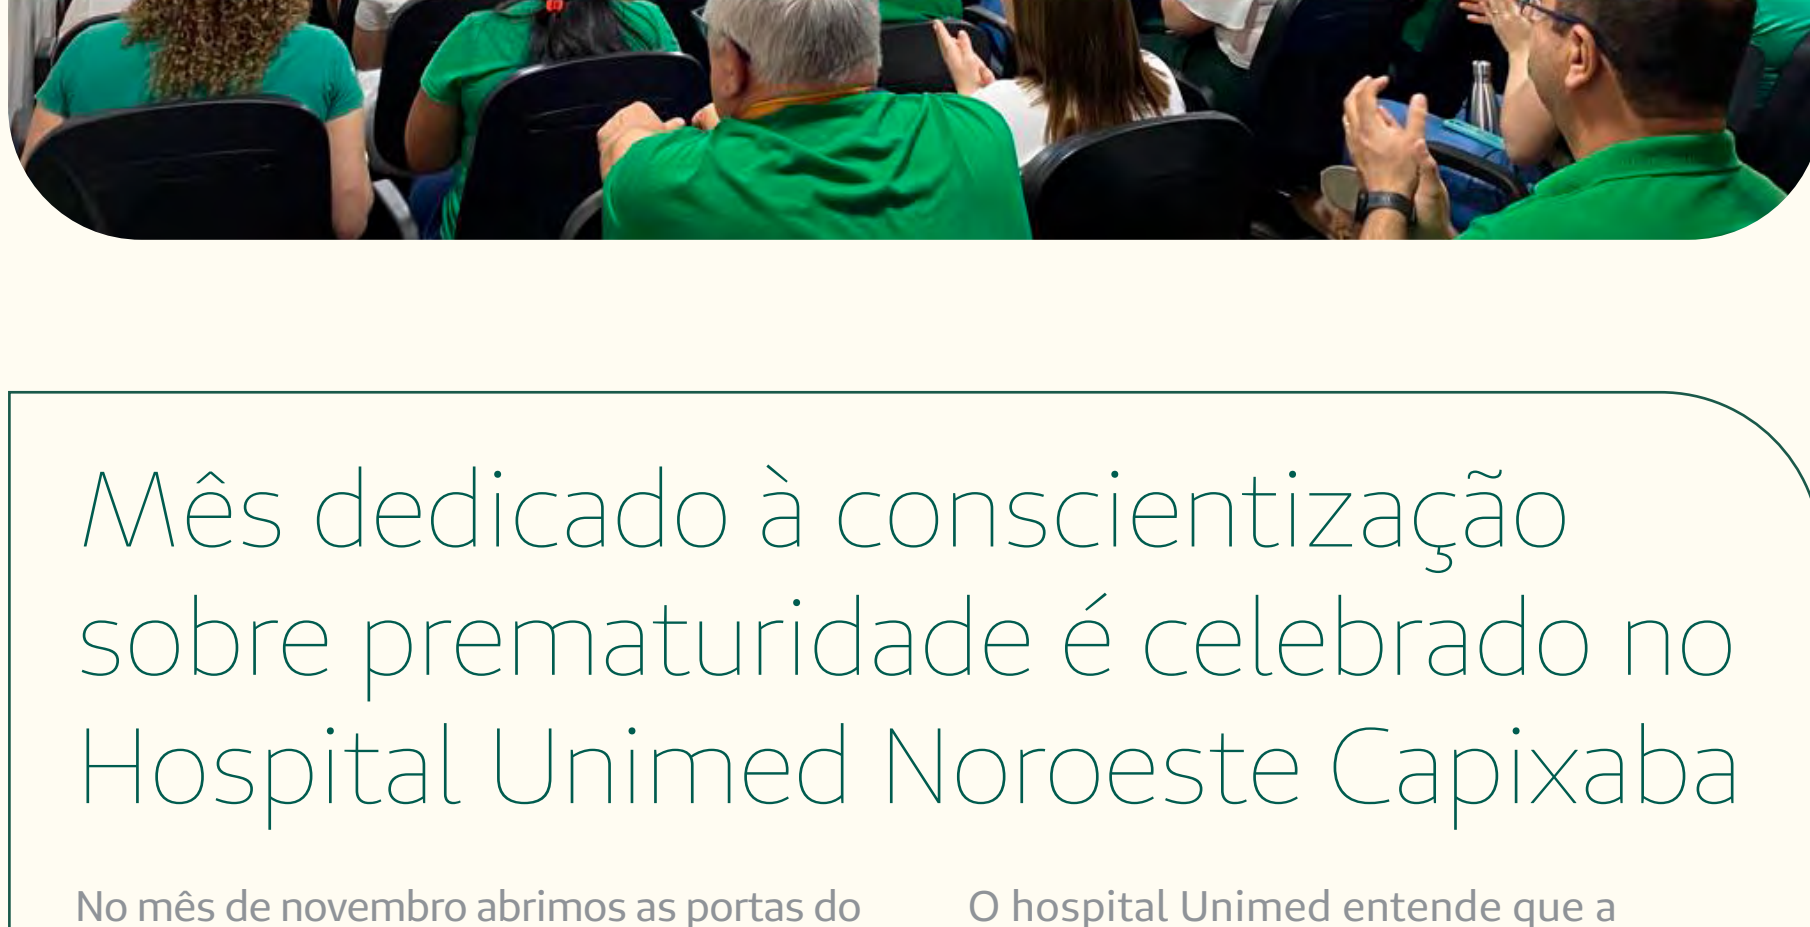 Mês dedicado à conscientização
sobre prematuridade é celebrado no
Hospital Unimed Noroeste Capixaba
No mês de novembro abrimos as portas do
O hospital Unimed entende que a